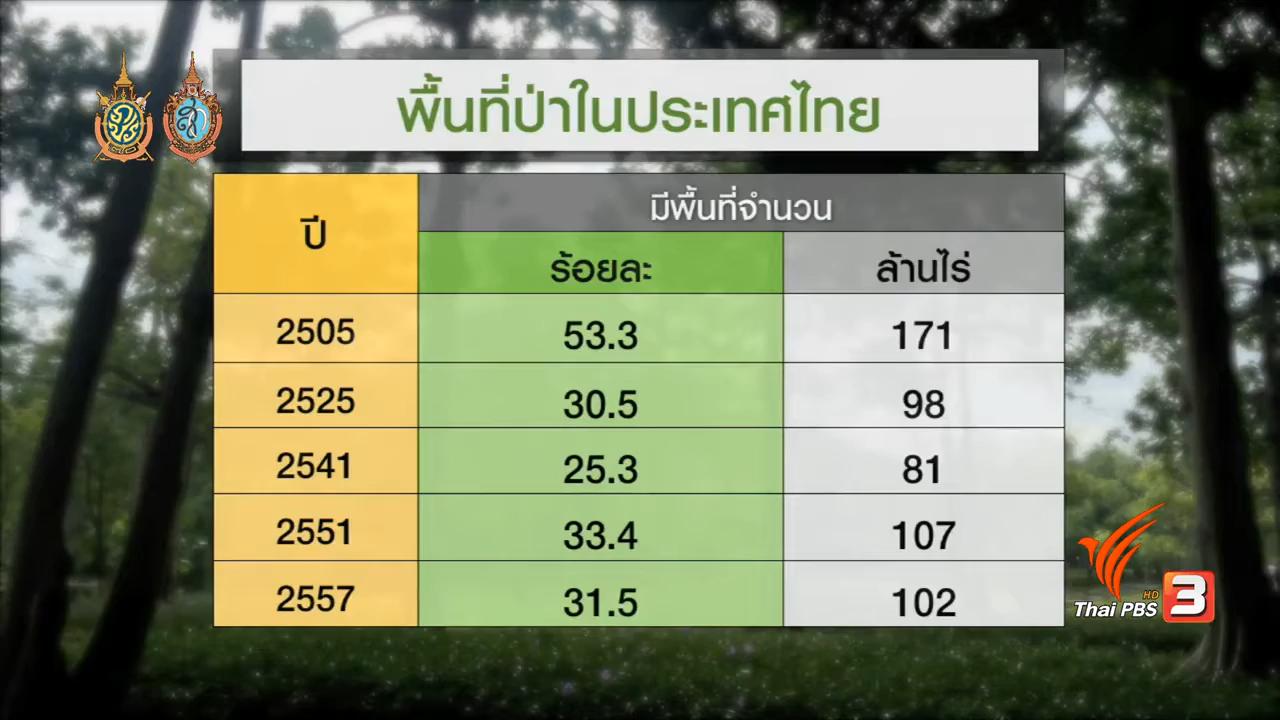 พื้นที่ป่าในประเทศไทย
ปี
มีพื้นที่จำนวน
ร้อยละ ล้านไร่
2505 53.3 171
2525 30.5 98
2541 25.3 81
2551 33.4 107
2557 31.5 102
HD
Thai PBS 3